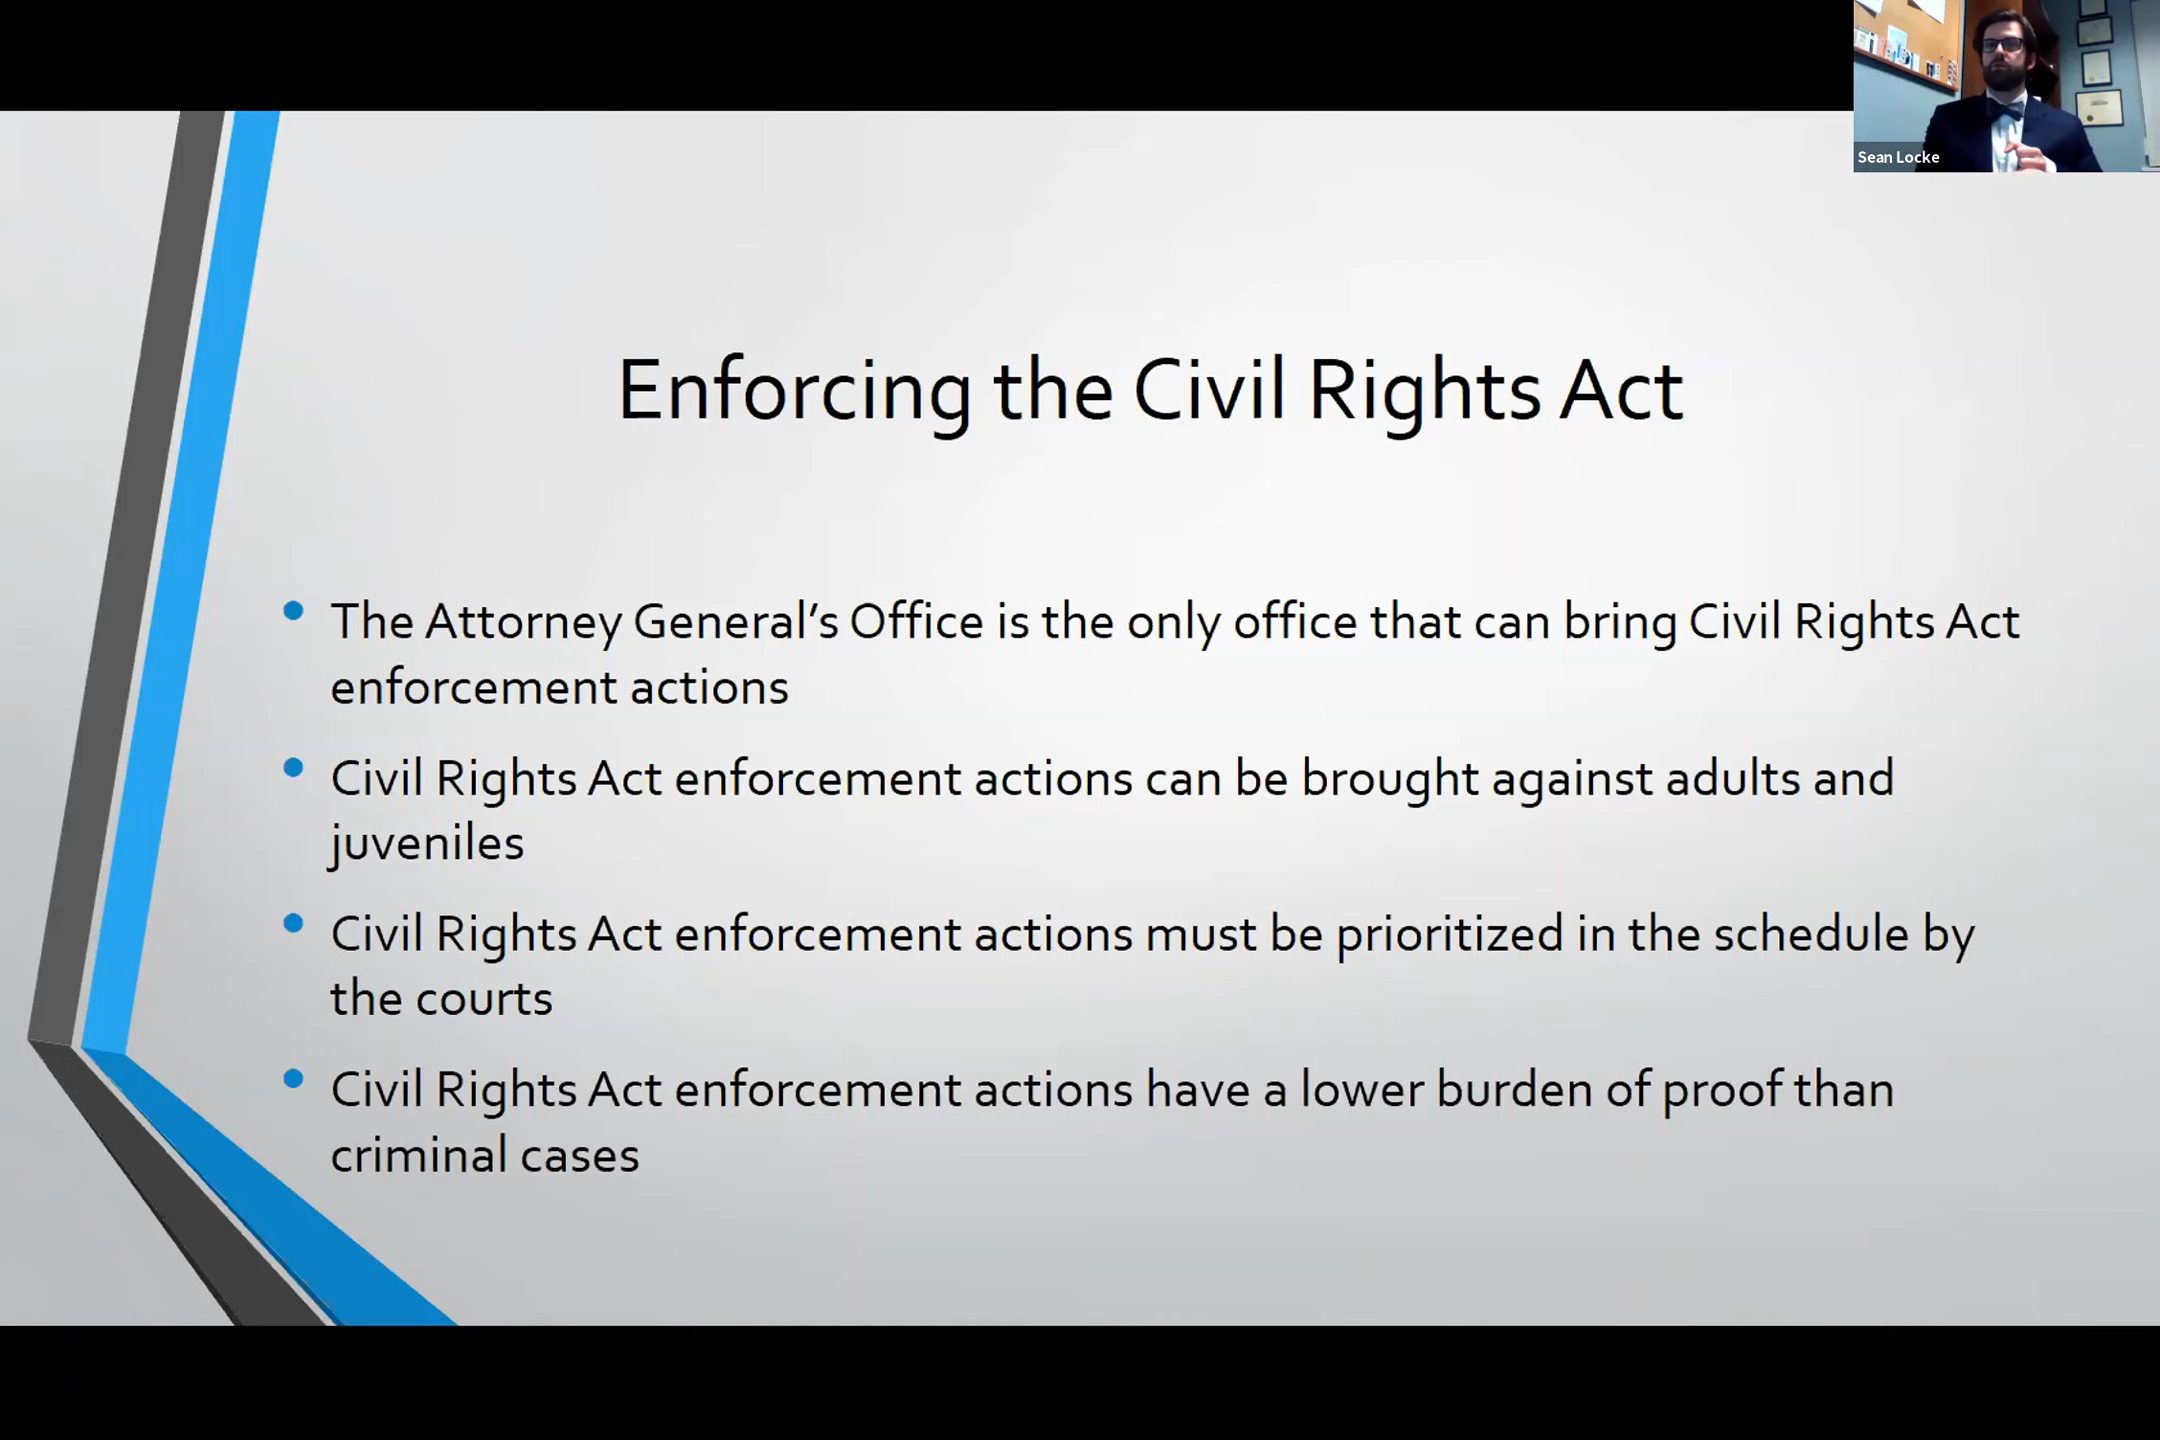 Sean Locke
Enforcing the Civil Rights Act
The Attorney General’s Office is the only office that can bring Civil Rights Act
enforcement actions
Civil Rights Act enforcement actions can be brought against adults and
juveniles
Civil Rights Act enforcement actions must be prioritized in the schedule by
the courts
Civil Rights Act enforcement actions have a lower burden of proof than
criminal cases